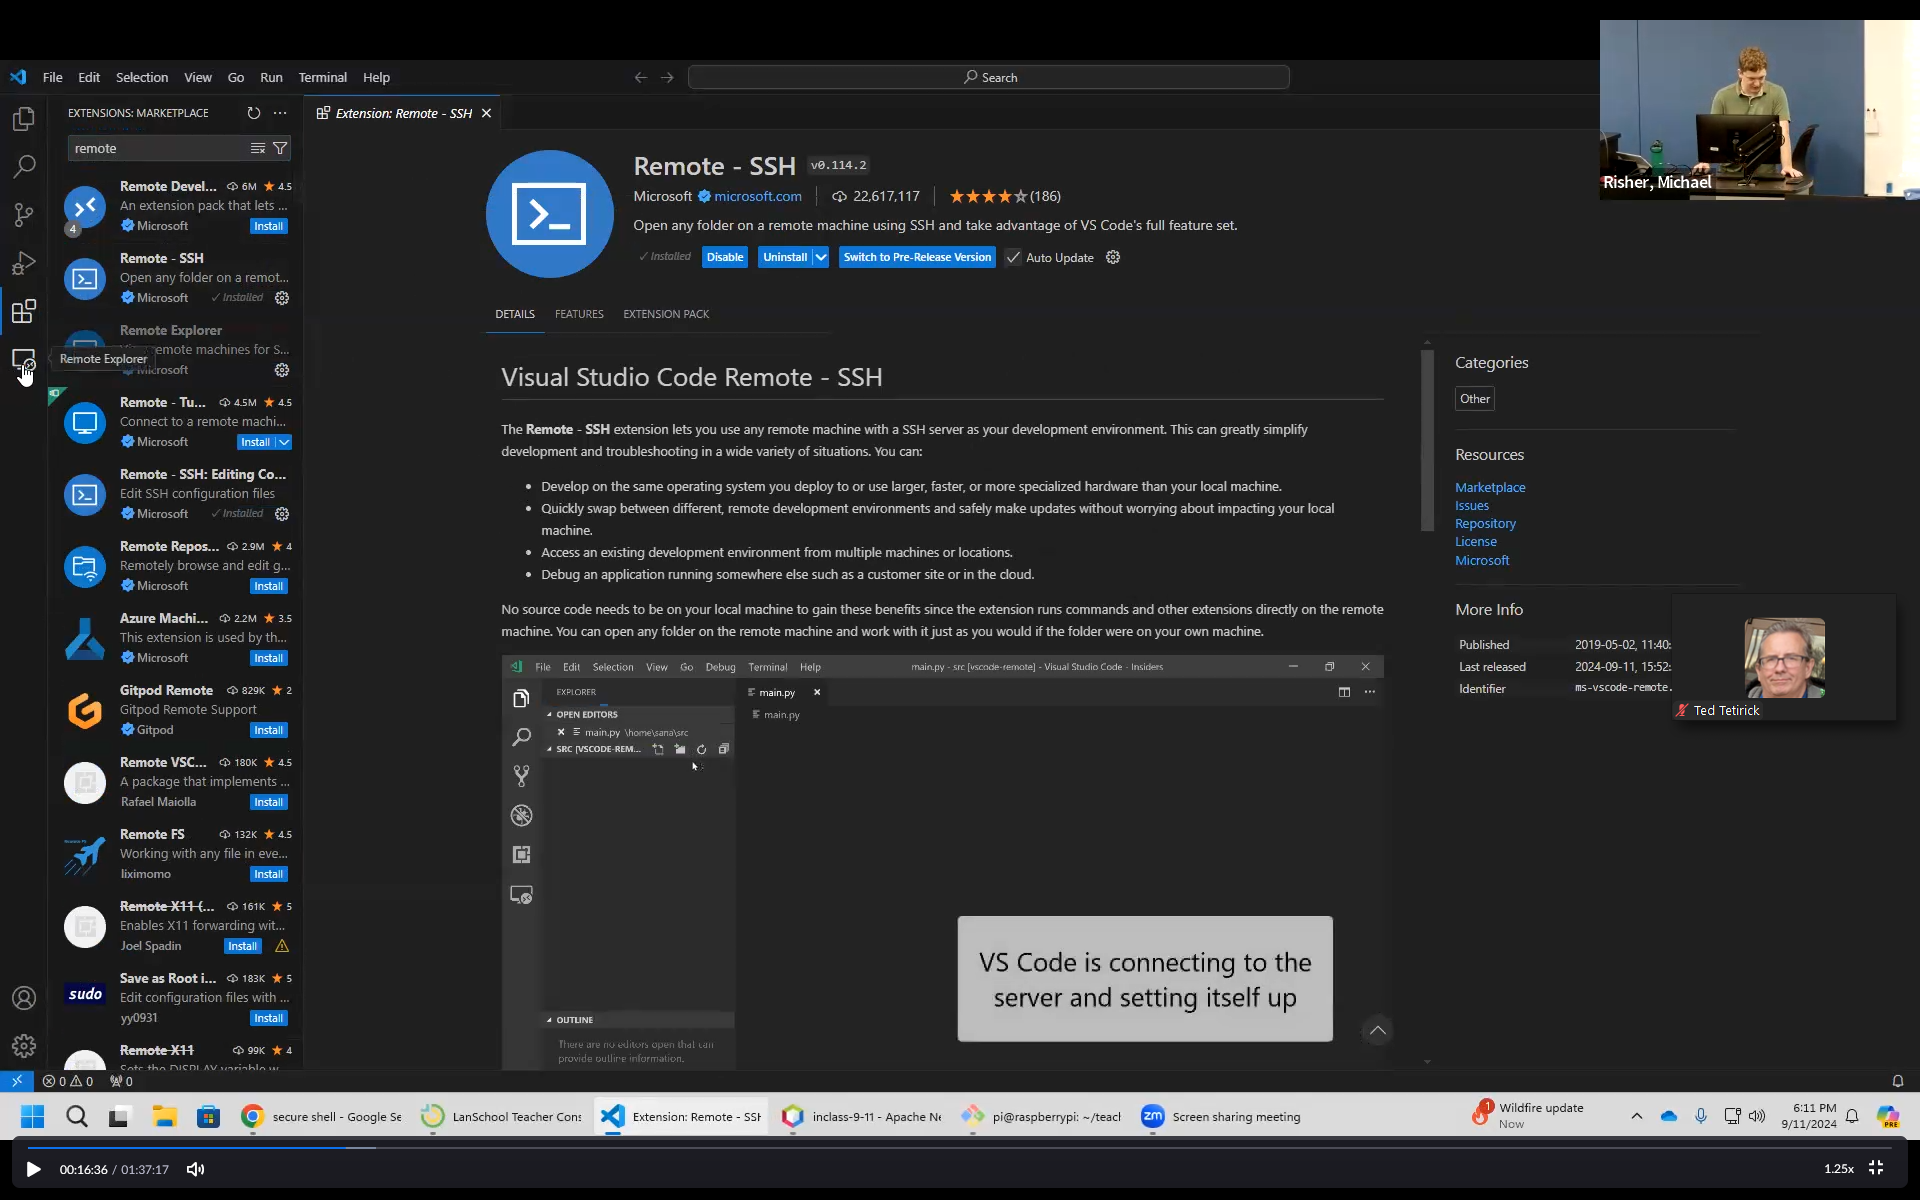 File Edit Selection View Go Run Terminal Help
Search
Risher, Michael
EXTENSIONS: MARKETPLACE
remote
Remote Devel... 6M 4.5
An extension pack that lets ...
Microsoft Install
4
Remote - SSH
Open any folder on a remot...
Microsoft Installed
Remote Explorer
remote machines for S...
Microsoft
Remote Explorer
Remote - Tu... 4.5M 4.5
Connect to a remote machi...
Microsoft Install
Remote - SSH: Editing Co...
Edit SSH configuration files
Microsoft Installed
Remote Repos... 2.9M 4
Remotely browse and edit g...
Microsoft Install
Azure Machi... 2.2M 3.5
This extension is used by th...
Microsoft Install
Gitpod Remote 829K 2
Gitpod Remote Support
Gitpod Install
Remote VSC... 180K 4.5
A package that implements ...
Rafael Maiolla Install
Remote FS 132K 4.5
Working with any file in eve...
liximomo Install
Remote X11 (... 161K 5
Enables X11 forwarding wit...
Joel Spadin Install
sudo
Save as Root i... 183K 5
Edit configuration files with ...
yy0931 Install
Remote X11 99K 4
Sets the DISPLAY variable w...
Extension: Remote - SSH
Remote - SSH v0.114.2
Microsoft microsoft.com 22,617,117 (186)
Open any folder on a remote machine using SSH and take advantage of VS Code's full feature set.
Installed Disable Uninstall Switch to Pre-Release Version Auto Update
DETAILS FEATURES EXTENSION PACK
Visual Studio Code Remote - SSH
The Remote - SSH extension lets you use any remote machine with a SSH server as your development environment. This can greatly simplify
development and troubleshooting in a wide variety of situations. You can:
Develop on the same operating system you deploy to or use larger, faster, or more specialized hardware than your local machine.
Quickly swap between different, remote development environments and safely make updates without worrying about impacting your local
machine.
Access an existing development environment from multiple machines or locations.
Debug an application running somewhere else such as a customer site or in the cloud.
No source code needs to be on your local machine to gain these benefits since the extension runs commands and other extensions directly on the remote
machine. You can open any folder on the remote machine and work with it just as you would if the folder were on your own machine.
File Edit Selection View Go Debug Terminal Help main.py - src [vscode-remote] - Visual Studio Code - Insiders
EXPLORER
OPEN EDITORS
main.py \home\sana\src
SRC [VSCODE-REM...
main.py
main.py
VS Code is connecting to the
server and setting itself up
OUTLINE
There are no editors open that can
provide outline information.
Categories
Other
Resources
Marketplace
Issues
Repository
License
Microsoft
More Info
Published 2019-05-02, 11:40:
Last released 2024-09-11, 15:52:
Identifier ms-vscode-remote.
Ted Tetirick
0 0 0
secure shell - Google Se
LanSchool Teacher Cons
Extension: Remote - SSH
inclass-9-11 - Apache Ne
pi@raspberrypi: ~/teach
zm Screen sharing meeting
1 Wildfire update
Now
6:11 PM
9/11/2024
PRE
00:16:36 / 01:37:17
1.25x